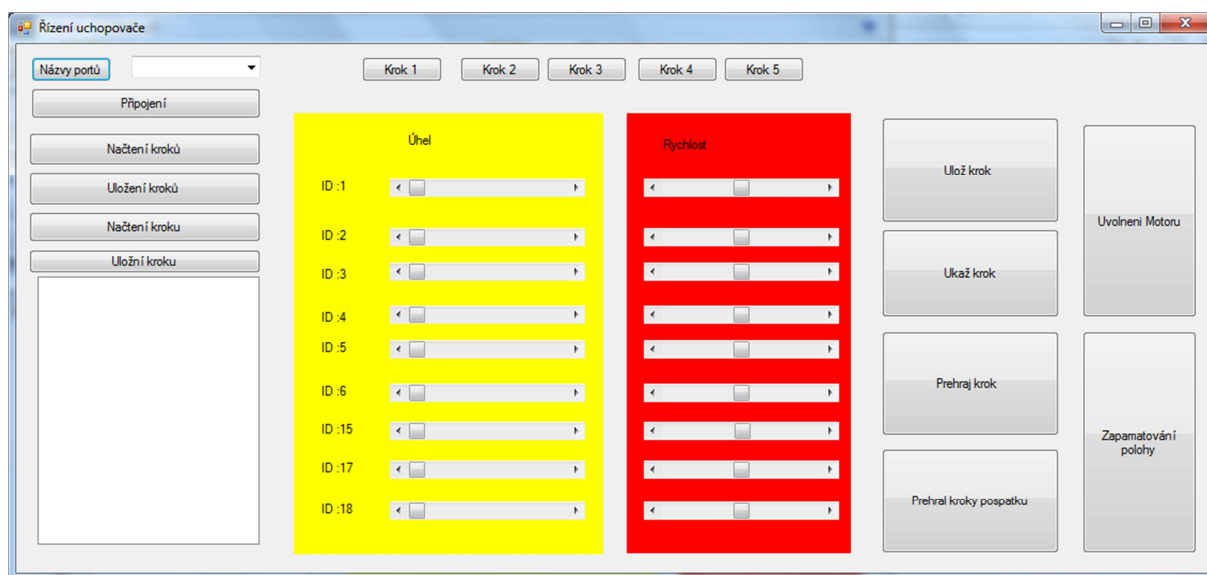 Řízení uchopovače
Názvy portů
Krok 1
Krok 2
Krok 3
Krok 4
Krok 5
Připojení
Načtení kroků
Uložení kroků
Načtení kroku
Uložní kroku
Úhel
ID :1
ID :2
ID :3
ID :4
ID :5
ID :6
ID :15
ID :17
ID :18
Rychlost
Ulož krok
Ukaž krok
Prehraj krok
Prehral kroky pospatku
Uvolneni Motoru
Zapamatování
polohy